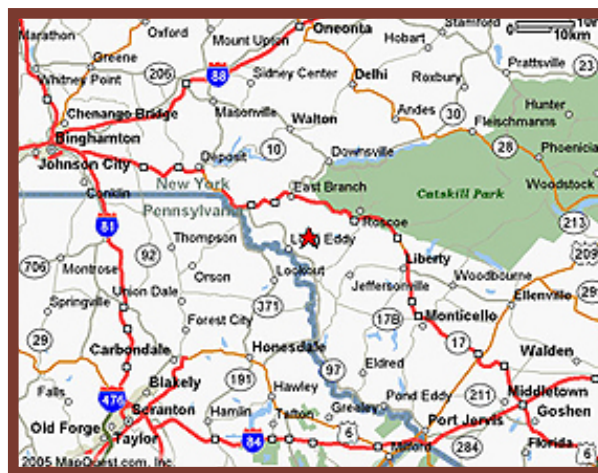 Marathon
Oxford
Oneonta
Stamford
10m
10km
Greene
Mount Upton
Hobart
Prattsville
23
Whitney Point
206
88
Sidney Center
Delhi
Roxbury
Hunter
Chenango Bridge
Masonville
Andes
30
Fleischmanns
Binghamton
Walton
28
Phoenicia
Johnson City
Deposit
10
Downsville
Woodstock
Conklin
New York
East Branch
Catskill Park
213
Pennsylvania
Roscoe
81
Thompson
Eddy
209
92
Liberty
706
Montrose
Orson
Lookout
Woodbourne
Union Dale
Jeffersonville
Springville
371
Ellenville
Forest City
17B
Monticello
29
17
Carbondale
Honesdale
97
Walden
Eldred
Blakely
191
Hawley
Middletown
Falls
476
Pond Eddy
211
Scranton
Hamlin
Tafton
Greeley
Goshen
Old Forge
6
Port Jervis
Taylor
84
Milford
284
Florida
6
2005 MapQuest.com, Inc.